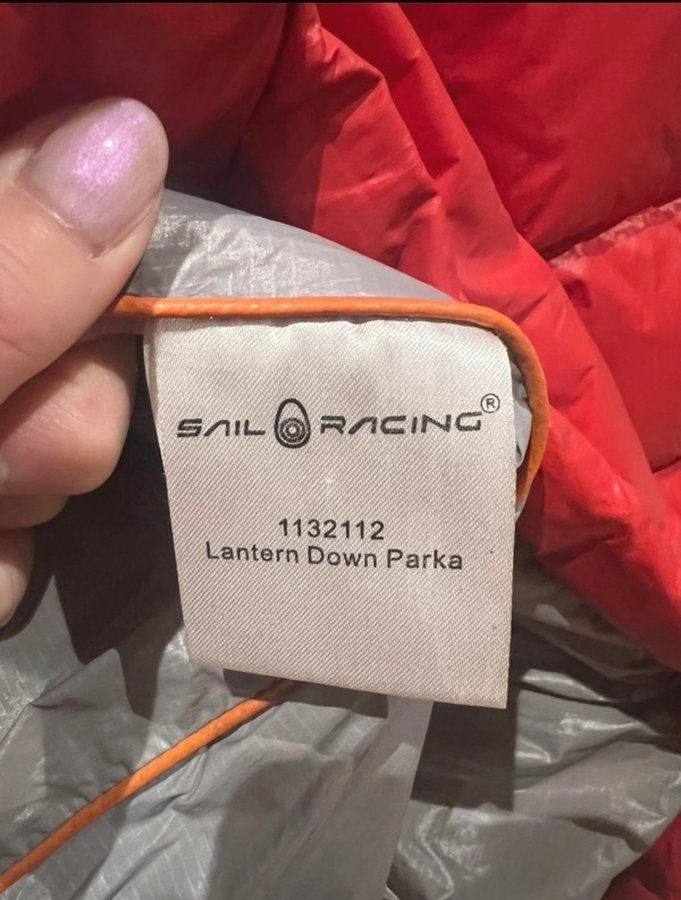 SAIL RACING®
1132112
Lantern Down Parka